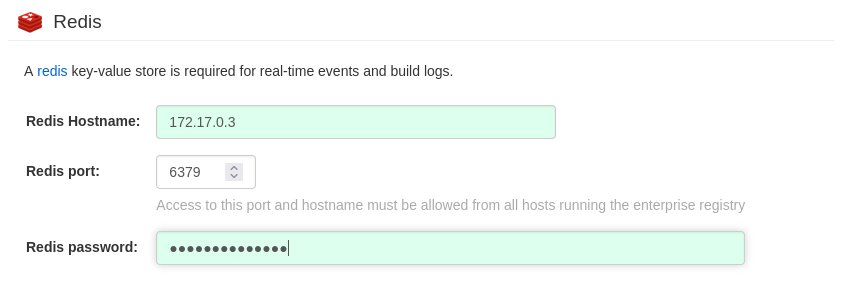 Redis
A redis key-value store is required for real-time events and build logs.
Redis Hostname: 172.17.0.3
Redis port: 6379
Access to this port and hostname must be allowed from all hosts running the enterprise registry
Redis password: ●●●●●●●●●●●●●●